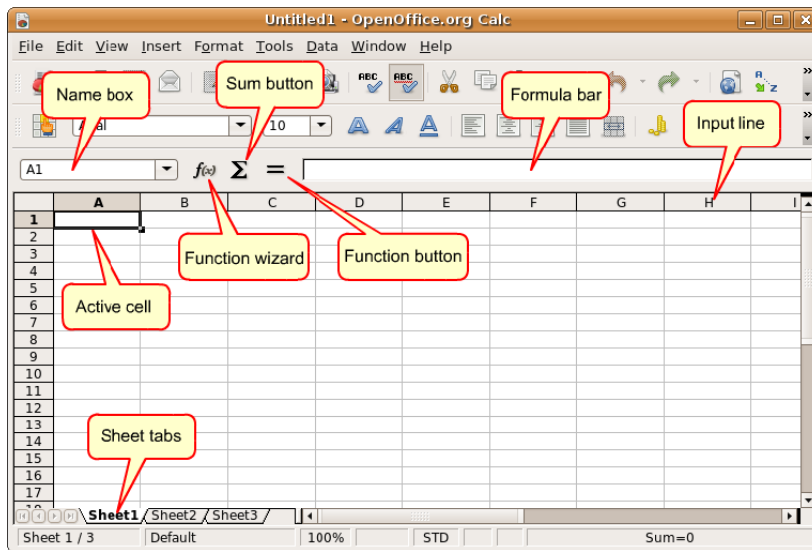 Untitled1 - OpenOffice.org Calc
File Edit View Insert Format Tools Data Window Help
Name box
Sum button
ABC ABC
Formula bar
Input line
10
A1
f(x) Σ =
A B C D E F G H I
1
2
3
Function wizard
Function button
4
5
Active cell
6
7
8
9
10
11
12
13
Sheet tabs
14
15
16
17
Sheet1 Sheet2 Sheet3
Sheet 1 / 3 Default 100% STD Sum=0